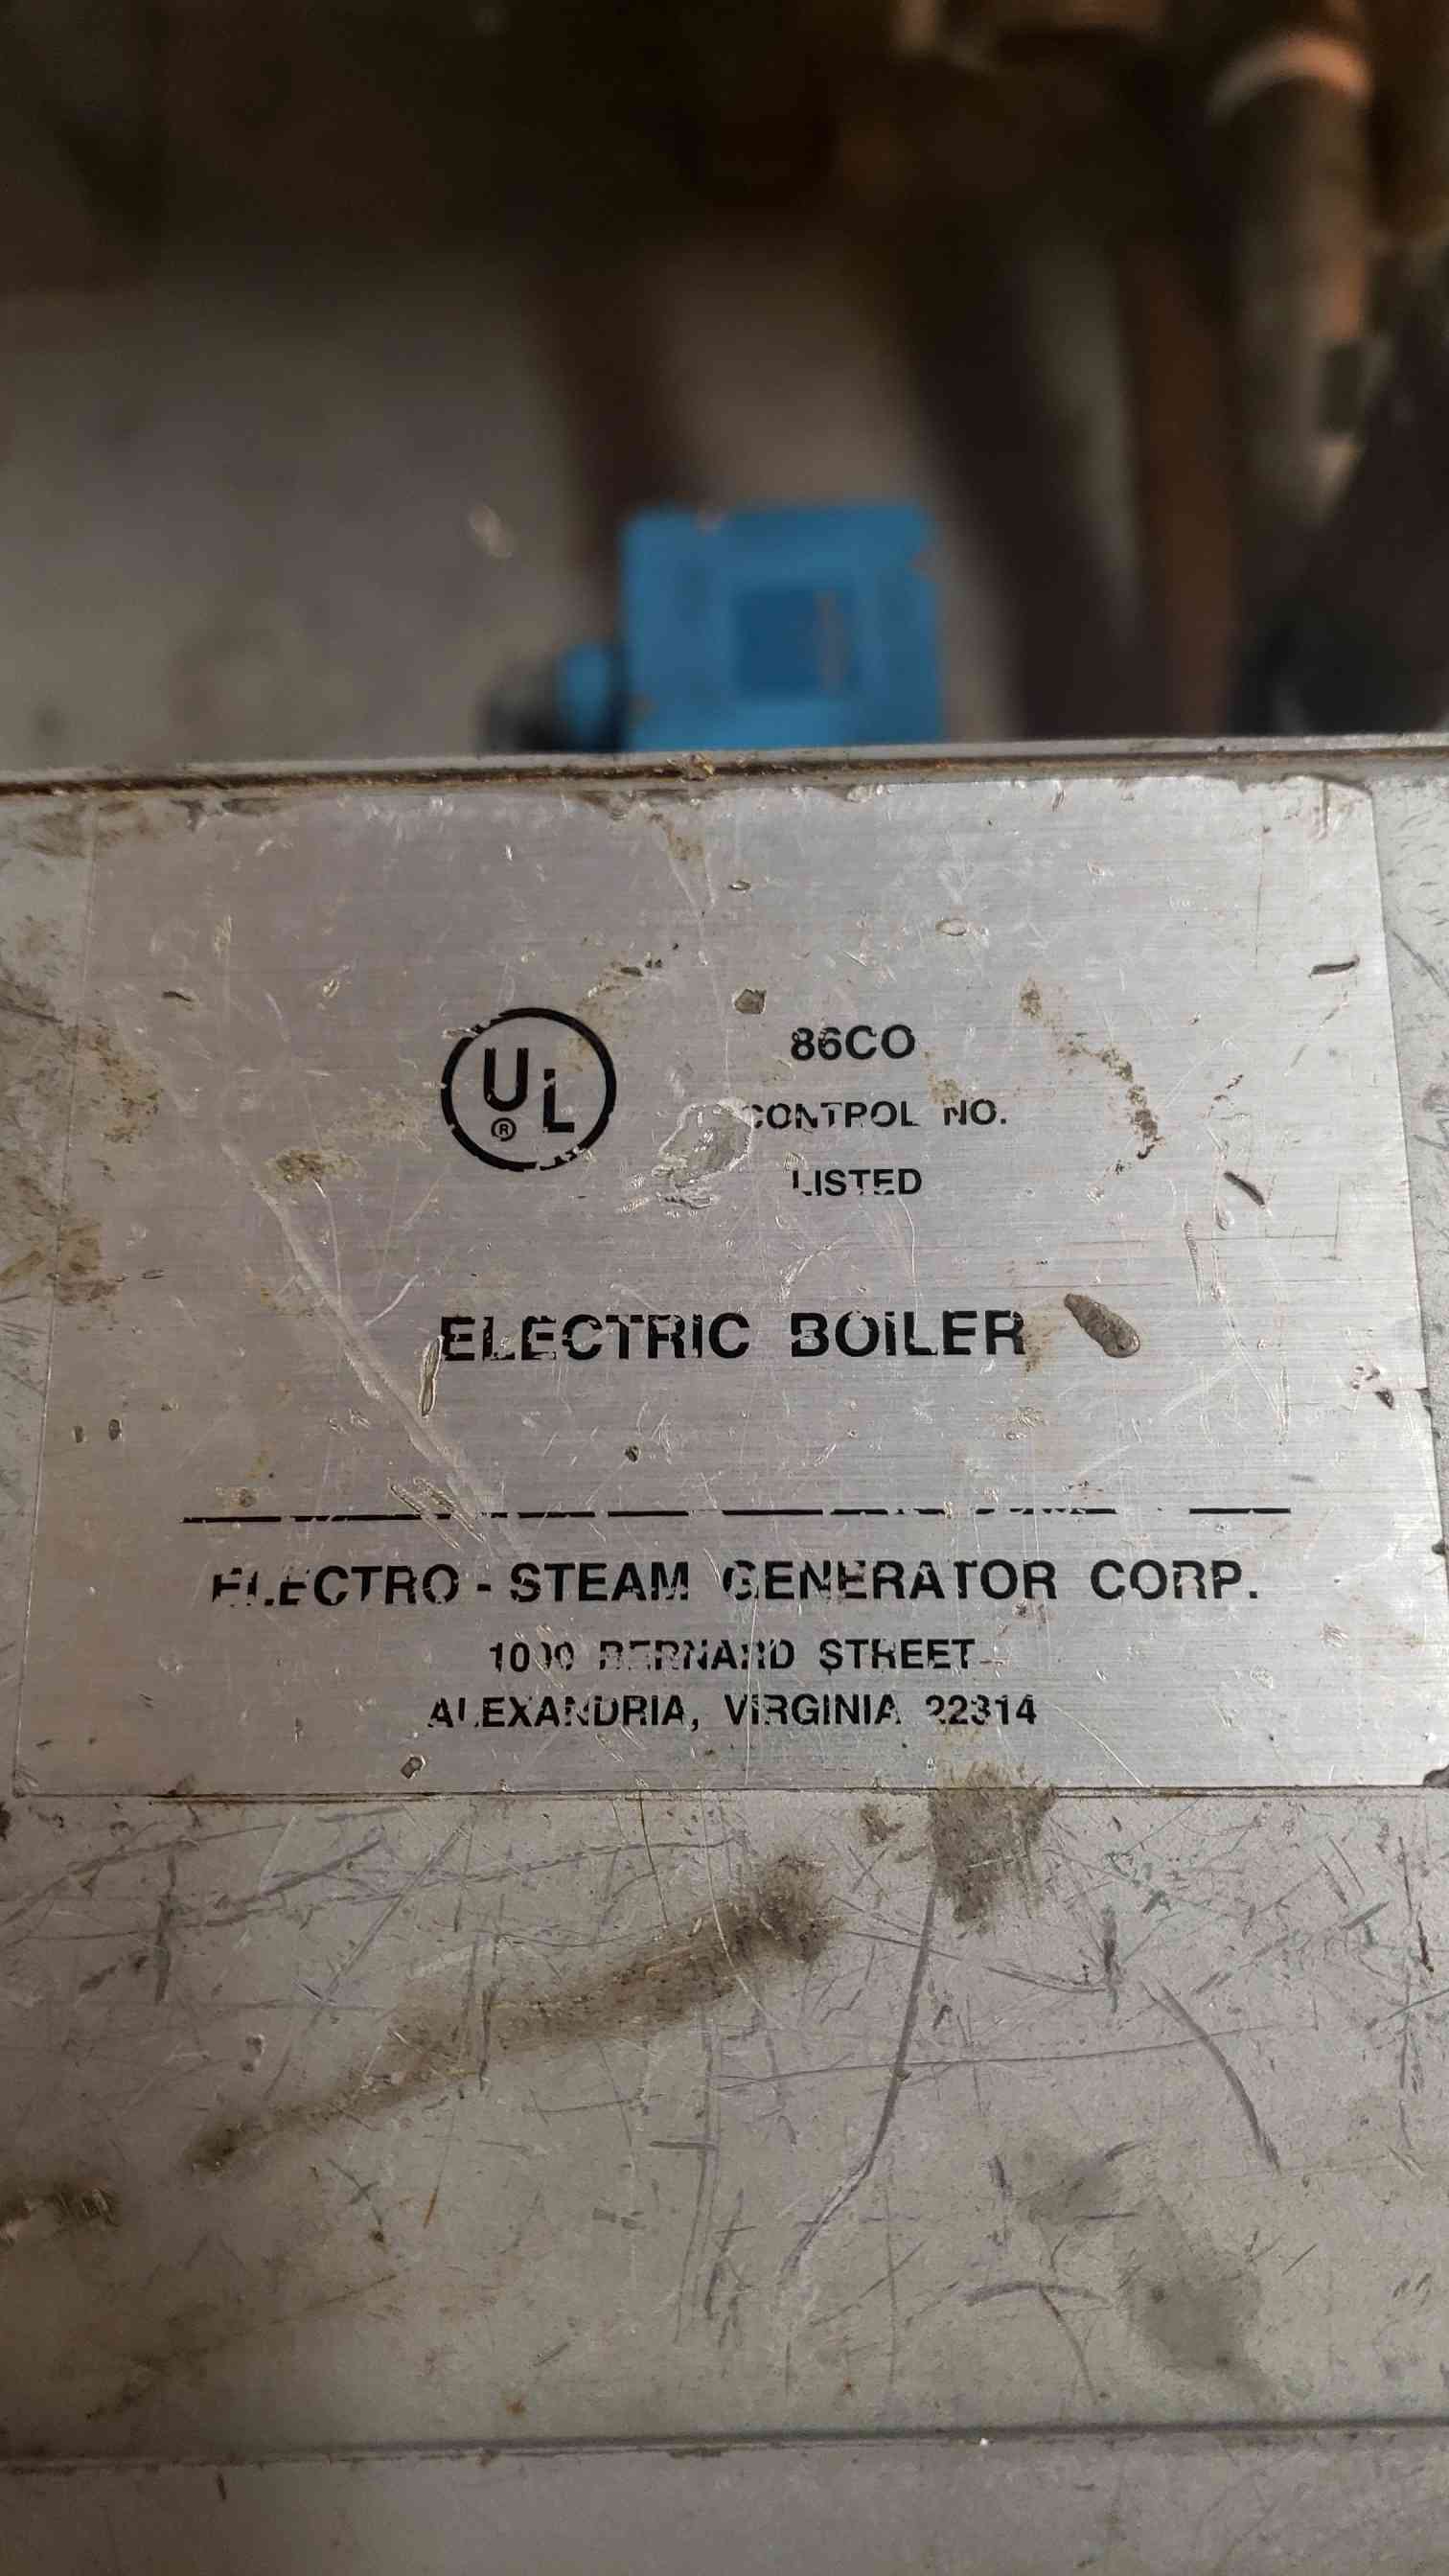 UL
®
86CO
CONTROL NO.
LISTED
ELECTRIC BOILER
ELECTRO - STEAM GENERATOR CORP.
1000 BERNARD STREET
ALEXANDRIA, VIRGINIA 22314